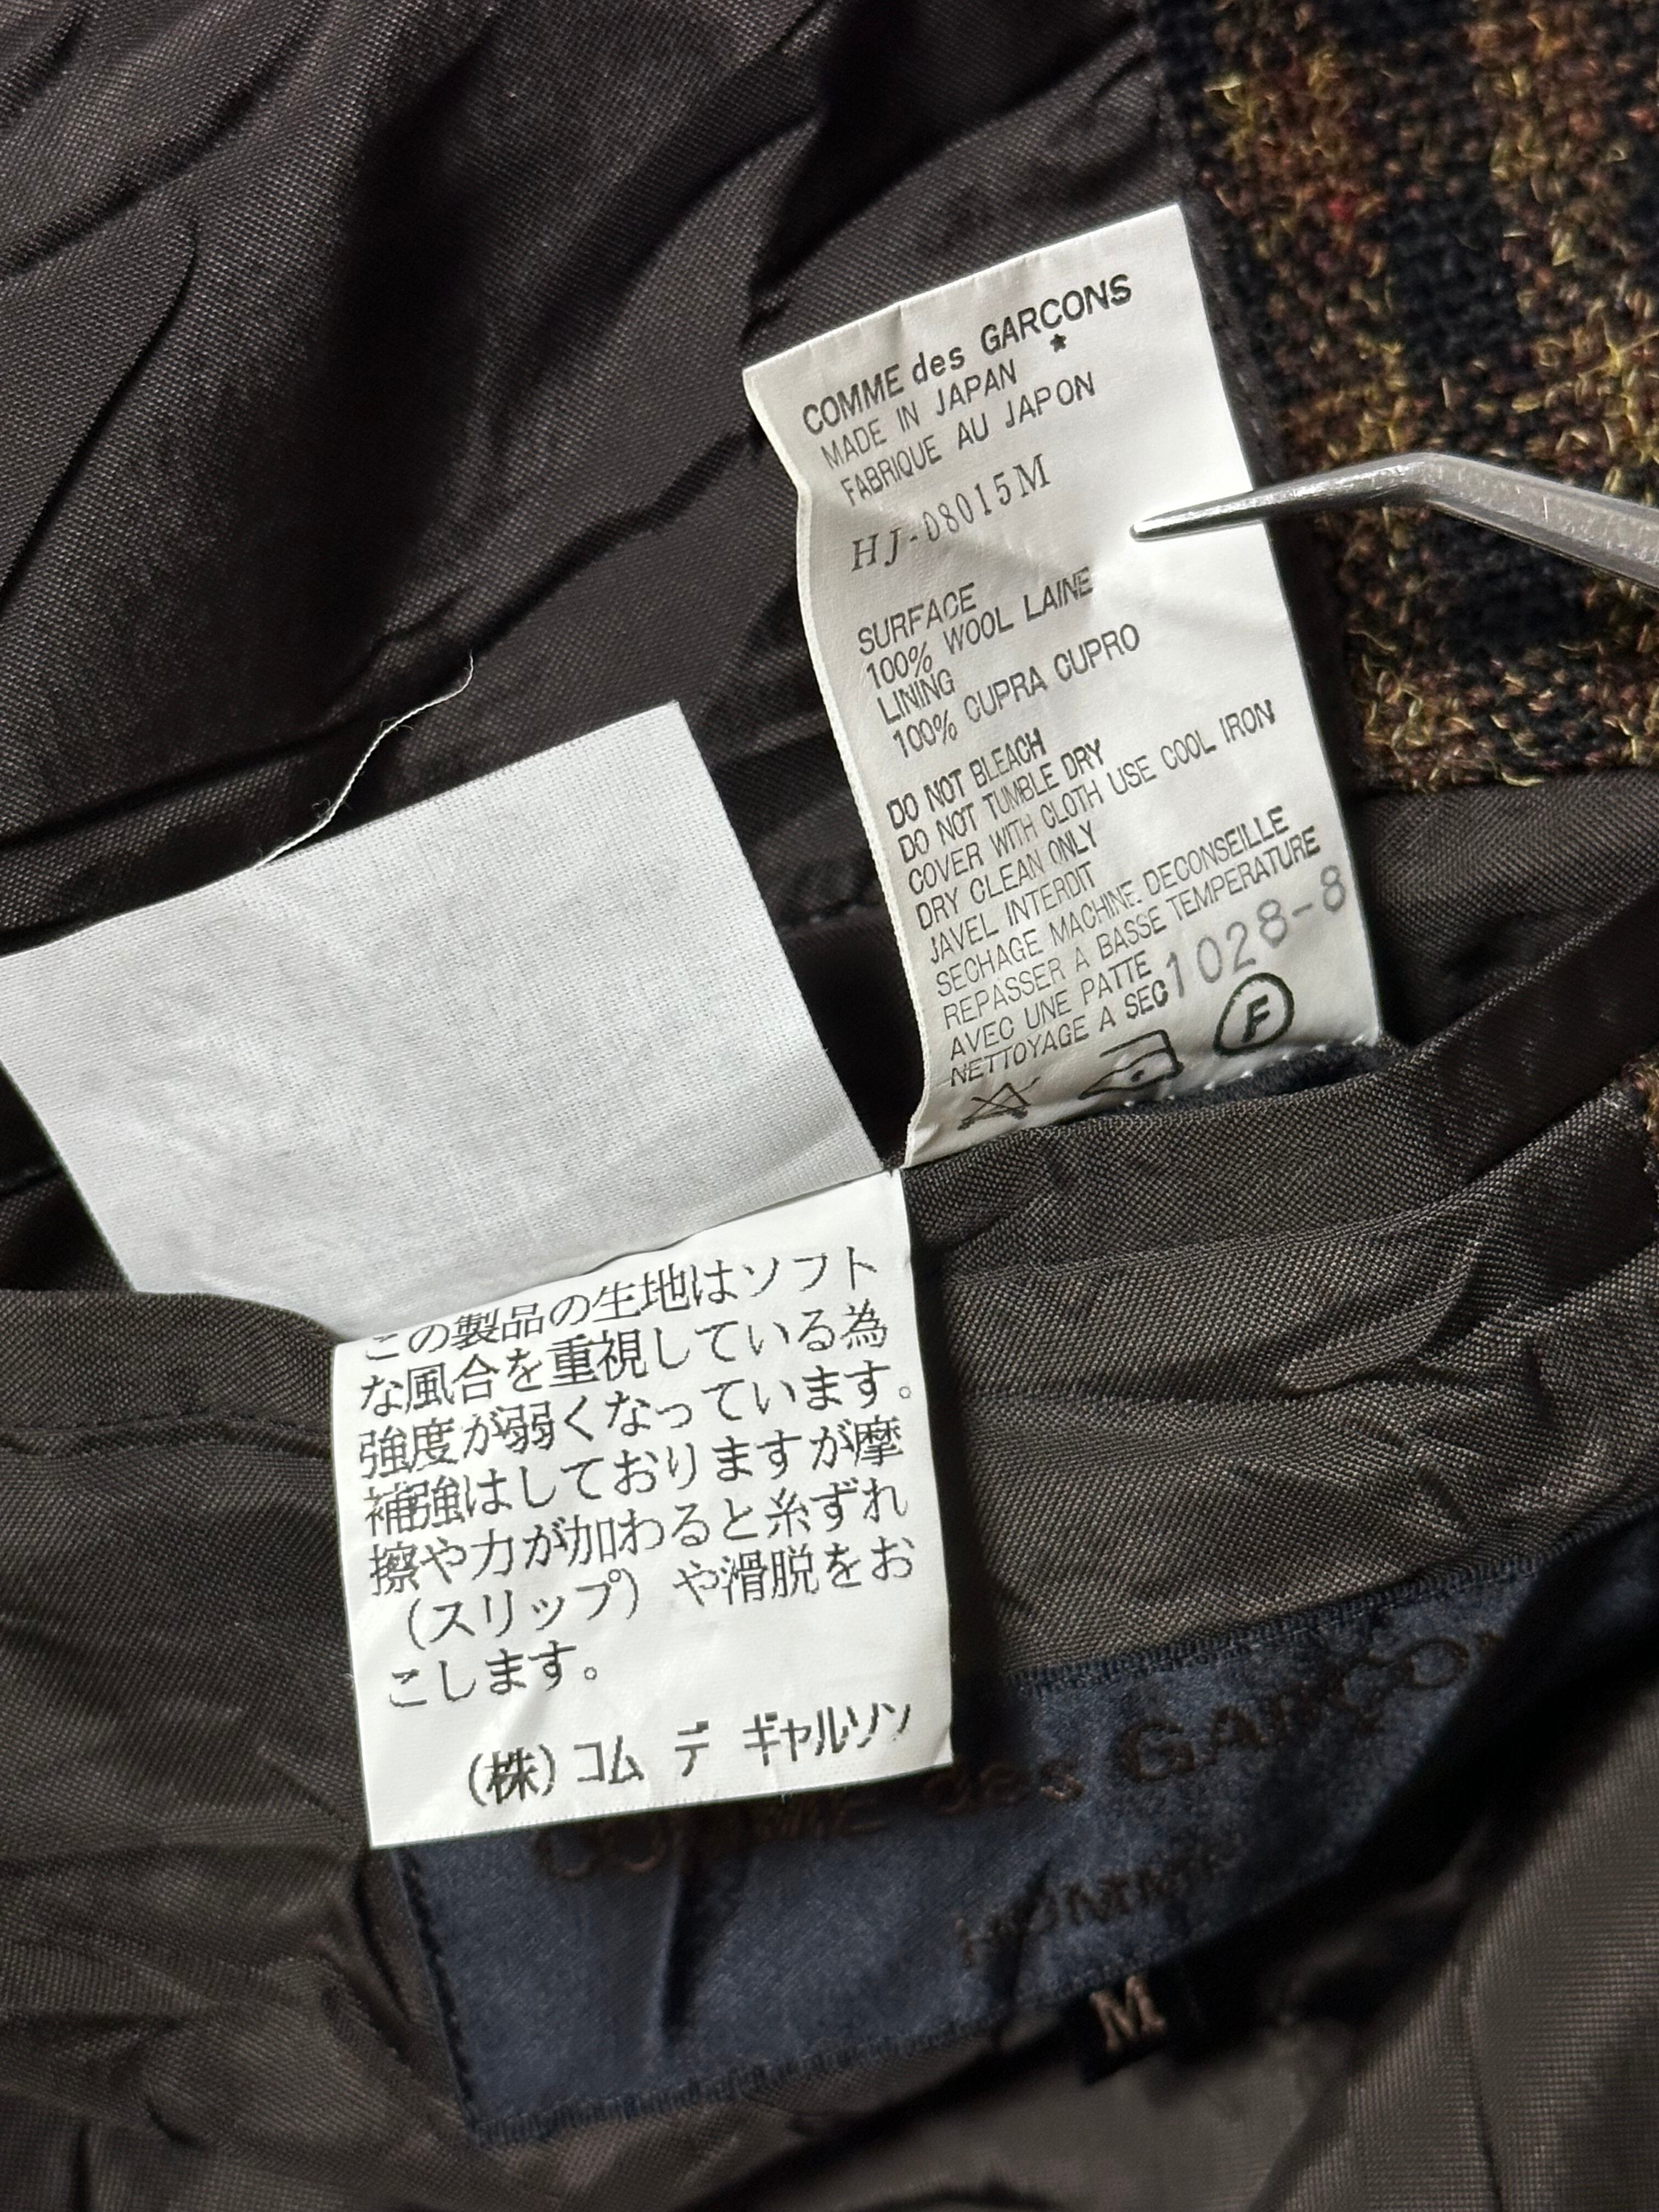 COMME des GARCONS
★
MADE IN JAPAN
FABRIQUE AU JAPON
HJ-08015M
SURFACE
100% WOOL LAINE
LINING
100% CUPRA CUPRO
DO NOT BLEACH
DO NOT TUMBLE DRY
COVER WITH CLOTH USE COOL IRON
DRY CLEAN ONLY
JAVEL INTERDIT
SECHAGE MACHINE DECONSEILLE
REPASSER A BASSE TEMPERATURE
AVEC UNE PATTE
NETTOYAGE A SEC
1028-8
F
この製品の生地はソフト
な風合を重視している為
強度が弱くなっています。
補強はしておりますが摩
擦や力が加わると糸ずれ
（スリップ）や滑脱をお
こします。
(株)コム デ ギャルソン
COMME des GARCON
HOMME
M